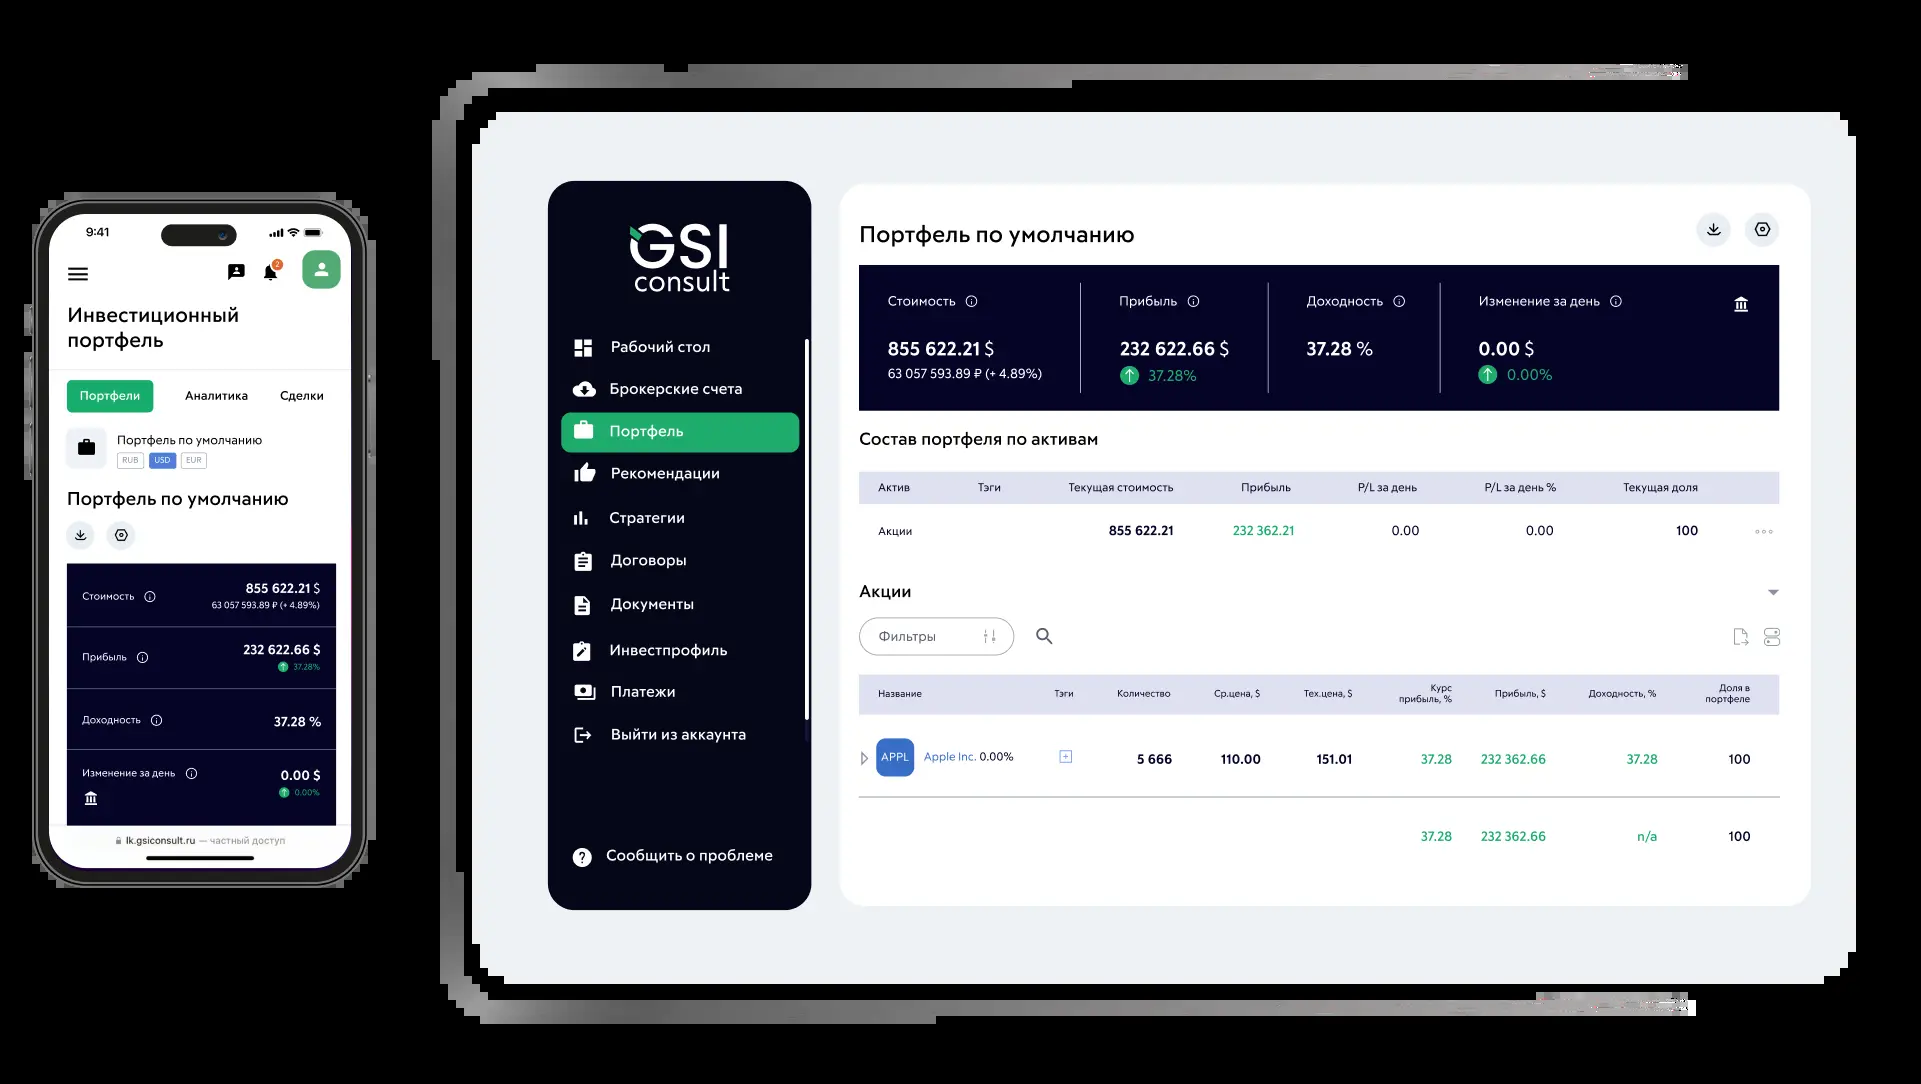 9:41
2
Инвестиционный
портфель
Портфели
Аналитика
Сделки
Портфель по умолчанию
RUB
USD
EUR
Портфель по умолчанию
Стоимость
855 622.21 $
63 057 593.89 ₽ (+ 4.89%)
Прибыль
232 622.66 $
37.28%
Доходность
37.28 %
Изменение за день
0.00 $
0.00%
lk.gsiconsult.ru — частный доступ
GSI
consult
Рабочий стол
Брокерские счета
Портфель
Рекомендации
Стратегии
Договоры
Документы
Инвестпрофиль
Платежи
Выйти из аккаунта
Сообщить о проблеме
Портфель по умолчанию
Стоимость
855 622.21 $
63 057 593.89 ₽ (+ 4.89%)
Прибыль
232 622.66 $
37.28%
Доходность
37.28 %
Изменение за день
0.00 $
0.00%
Состав портфеля по активам
Актив Тэги Текущая стоимость Прибыль P/L за день P/L за день % Текущая доля
Акции 855 622.21 232 362.21 0.00 0.00 100
Акции
Фильтры
Название Тэги Количество Ср.цена, $ Тех.цена, $ Курс прибыль, % Прибыль, $ Доходность, % Доля в портфеле
APPL Apple Inc. 0.00% 5 666 110.00 151.01 37.28 232 362.66 37.28 100
37.28 232 362.66 n/a 100